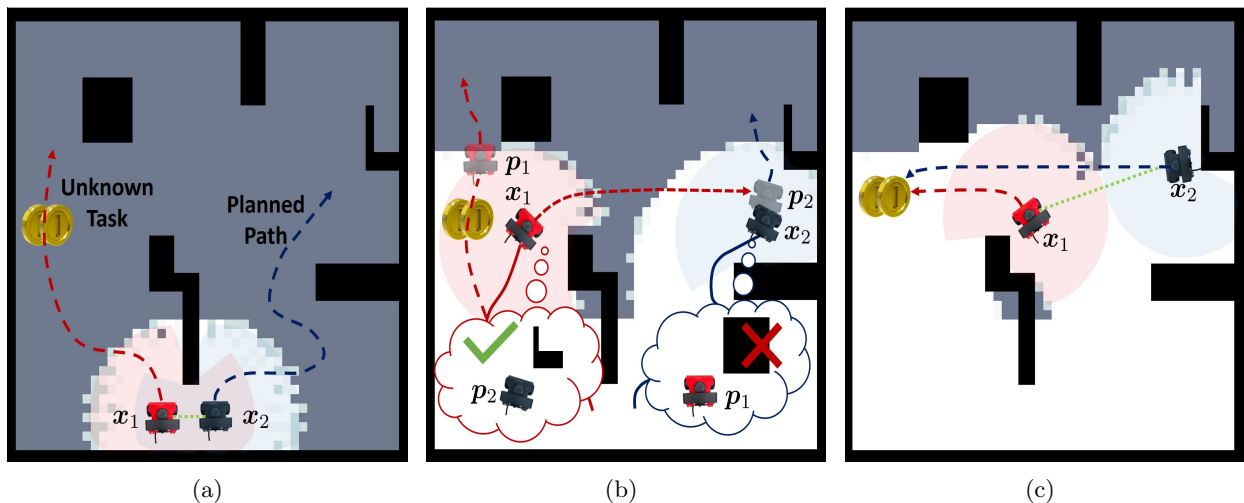 Unknown
Task
Planned
Path
x₁
x₂
p₁
x₁
p₂
x₂
p₂
p₁
x₂
x₁
(a)
(b)
(c)